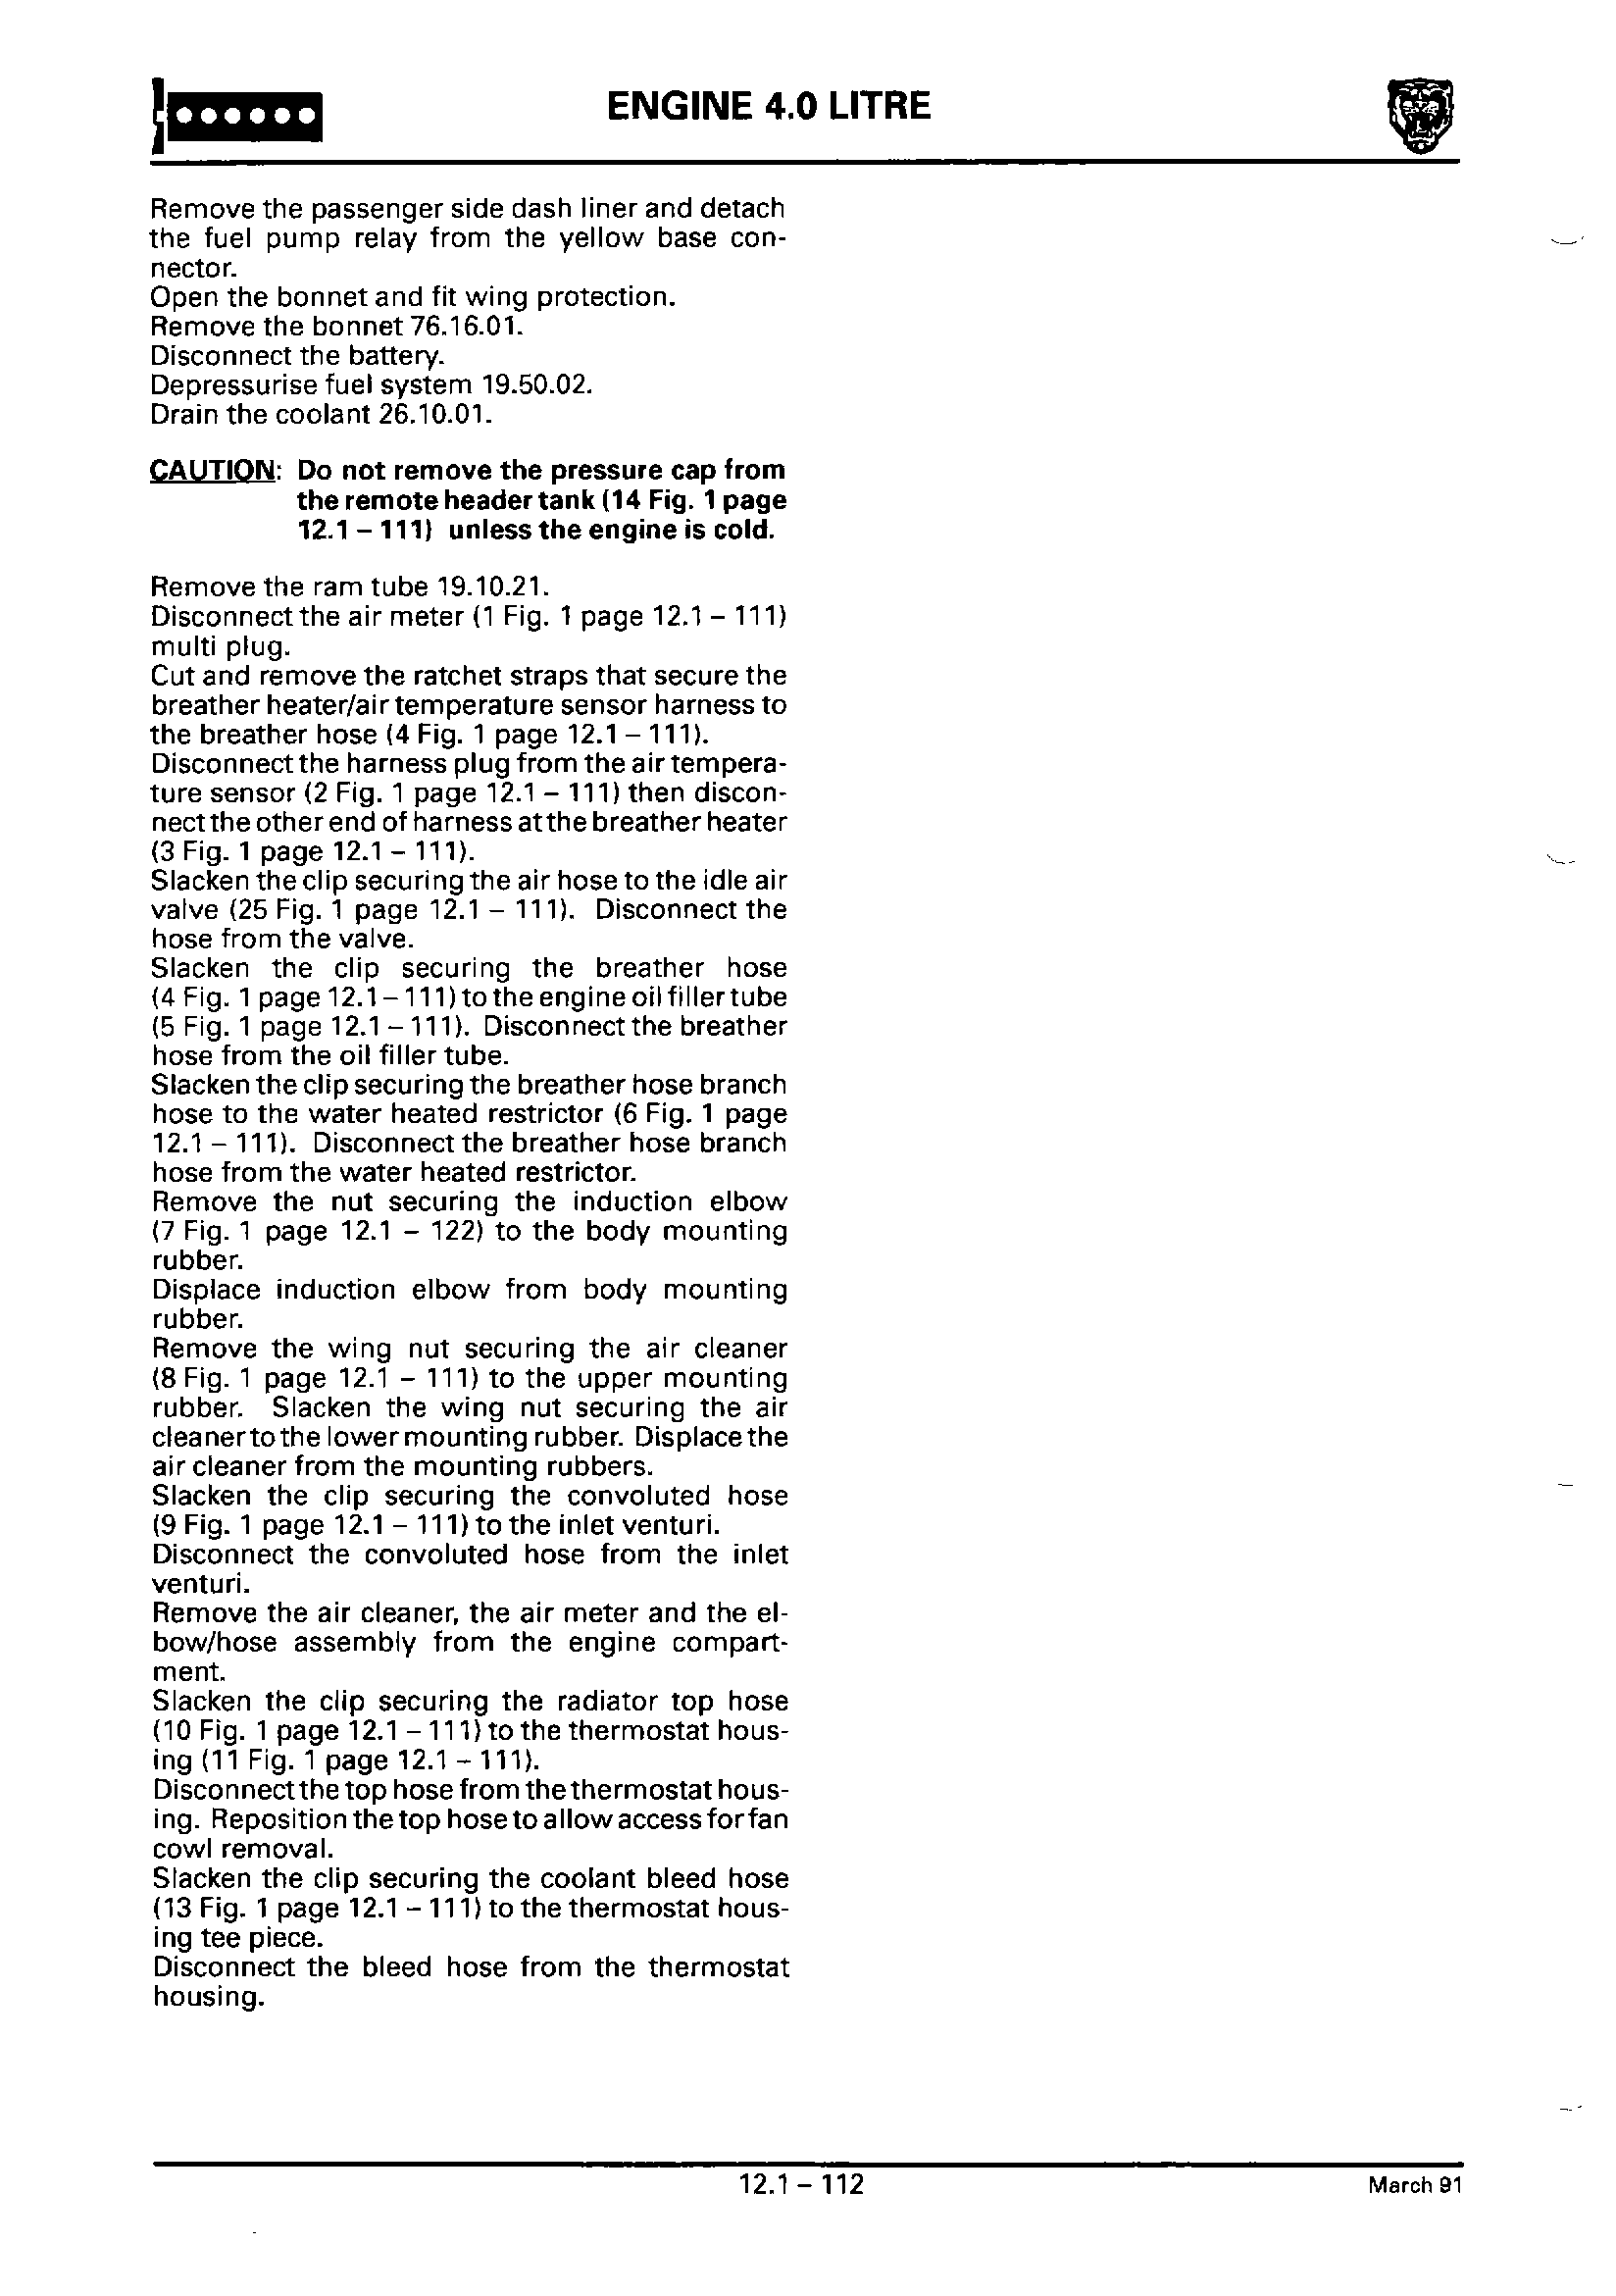 ENGINE 4.0 LITRE
Remove the passenger side dash liner and detach
the fuel pump relay from the yellow base con-
nector.
Open the bonnet and fit wing protection.
Remove the bonnet 76.16.01.
Disconnect the battery.
Depressurise fuel system 19.50.02.
Drain the coolant 26.10.01.
CAUTION: Do not remove the pressure cap from
the remote header tank (14 Fig. 1 page
12.1 – 111) unless the engine is cold.
Remove the ram tube 19.10.21.
Disconnect the air meter (1 Fig. 1 page 12.1 – 111)
multi plug.
Cut and remove the ratchet straps that secure the
breather heater/air temperature sensor harness to
the breather hose (4 Fig. 1 page 12.1 – 111).
Disconnect the harness plug from the air tempera-
ture sensor (2 Fig. 1 page 12.1 – 111) then discon-
nect the other end of harness at the breather heater
(3 Fig. 1 page 12.1 – 111).
Slacken the clip securing the air hose to the idle air
valve (25 Fig. 1 page 12.1 – 111). Disconnect the
hose from the valve.
Slacken the clip securing the breather hose
(4 Fig. 1 page 12.1 – 111) to the engine oil filler tube
(5 Fig. 1 page 12.1 – 111). Disconnect the breather
hose from the oil filler tube.
Slacken the clip securing the breather hose branch
hose to the water heated restrictor (6 Fig. 1 page
12.1 – 111). Disconnect the breather hose branch
hose from the water heated restrictor.
Remove the nut securing the induction elbow
(7 Fig. 1 page 12.1 – 122) to the body mounting
rubber.
Displace induction elbow from body mounting
rubber.
Remove the wing nut securing the air cleaner
(8 Fig. 1 page 12.1 – 111) to the upper mounting
rubber. Slacken the wing nut securing the air
cleaner to the lower mounting rubber. Displace the
air cleaner from the mounting rubbers.
Slacken the clip securing the convoluted hose
(9 Fig. 1 page 12.1 – 111) to the inlet venturi.
Disconnect the convoluted hose from the inlet
venturi.
Remove the air cleaner, the air meter and the el-
bow/hose assembly from the engine compart-
ment.
Slacken the clip securing the radiator top hose
(10 Fig. 1 page 12.1 – 111) to the thermostat hous-
ing (11 Fig. 1 page 12.1 – 111).
Disconnect the top hose from the thermostat hous-
ing. Reposition the top hose to allow access for fan
cowl removal.
Slacken the clip securing the coolant bleed hose
(13 Fig. 1 page 12.1 – 111) to the thermostat hous-
ing tee piece.
Disconnect the bleed hose from the thermostat
housing.
12.1 – 112
March 91